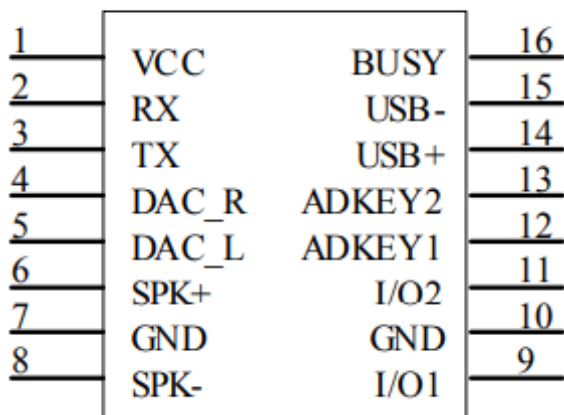 1 VCC BUSY 16
2 RX USB- 15
3 TX USB+ 14
4 DAC_R ADKEY2 13
5 DAC_L ADKEY1 12
6 SPK+ I/O2 11
7 GND GND 10
8 SPK- I/O1 9